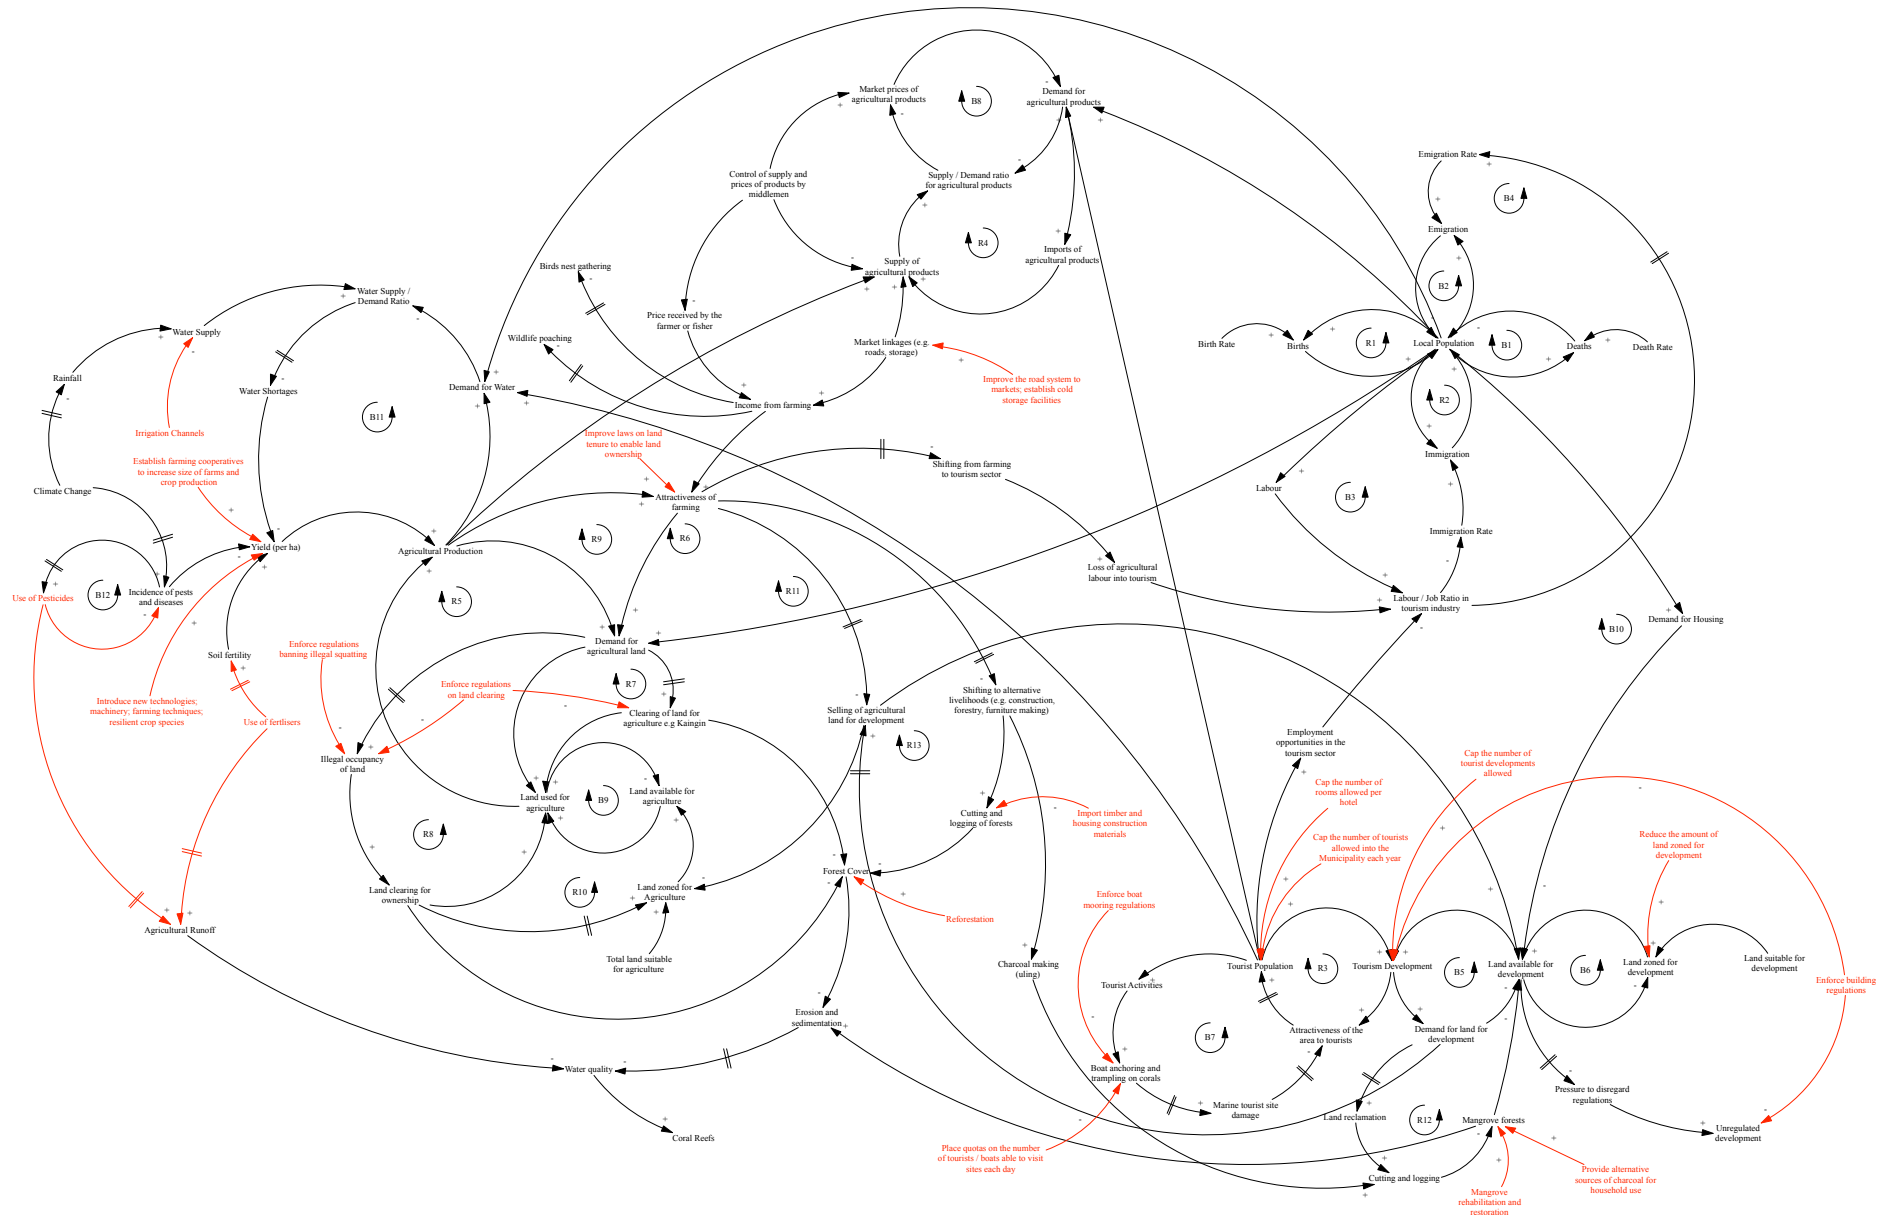 Market prices of
agricultural products
B8
Demand for
agricultural products
Emigration Rate
Control of supply and
prices of products by
middlemen
Supply / Demand ratio
for agricultural products
B4
Emigration
R4
Imports of
agricultural products
Supply of
agricultural products
Birds nest gathering
B2
Water Supply /
Demand Ratio
Water Supply
Price received by the
farmer or fisher
Wildlife poaching
Market linkages (e.g.
roads, storage)
Birth Rate
Births
R1
Local Population
B1
Deaths
Death Rate
Rainfall
Water Shortages
Demand for Water
Improve the road system to
markets; establish cold
storage facilities
Income from farming
R2
B11
Irrigation Channels
Improve laws on land
tenure to enable land
ownership
Immigration
Establish farming cooperatives
to increase size of farms and
crop production
Shifting from farming
to tourism sector
Climate Change
Attractiveness of
farming
Labour
B3
Immigration Rate
R9
R6
Yield (per ha)
Agricultural Production
Loss of agricultural
labour into tourism
Use of Pesticides
B12
Incidence of pests
and diseases
R5
R11
Labour / Job Ratio in
tourism industry
B10
Demand for Housing
Soil fertility
Enforce regulations
banning illegal squatting
Demand for
agricultural land
Introduce new technologies;
machinery; farming techniques;
resilient crop species
Use of fertlisers
Enforce regulations
on land clearing
R7
Clearing of land for
agriculture e.g Kaingin
Selling of agricultural
land for development
Shifting to alternative
livelihoods (e.g. construction,
forestry, furniture making)
R13
Employment
opportunities in the
tourism sector
Cap the number of
tourist developments
allowed
Illegal occupancy
of land
Cap the number of
rooms allowed per
hotel
Land used for
agriculture
B9
Land available for
agriculture
Cutting and
logging of forests
Import timber and
housing construction
materials
R8
Cap the number of tourists
allowed into the
Municipality each year
Reduce the amount of
land zoned for
development
Forest Cover
Land clearing for
ownership
R10
Land zoned for
Agriculture
Enforce boat
mooring regulations
Reforestation
Agricultural Runoff
Total land suitable
for agriculture
Charcoal making
(uling)
Tourist Population
R3
Tourism Development
B5
Land available for
development
B6
Land zoned for
development
Land suitable for
development
Tourist Activities
Enforce building
regulations
Erosion and
sedimentation
B7
Attractiveness of the
area to tourists
Demand for land for
development
Water quality
Boat anchoring and
trampling on corals
Pressure to disregard
regulations
Marine tourist site
damage
Land reclamation
R12
Mangrove forests
Coral Reefs
Unregulated
development
Place quotas on the number
of tourists / boats able to visit
sites each day
Cutting and logging
Provide alternative
sources of charcoal for
household use
Mangrove
rehabilitation and
restoration